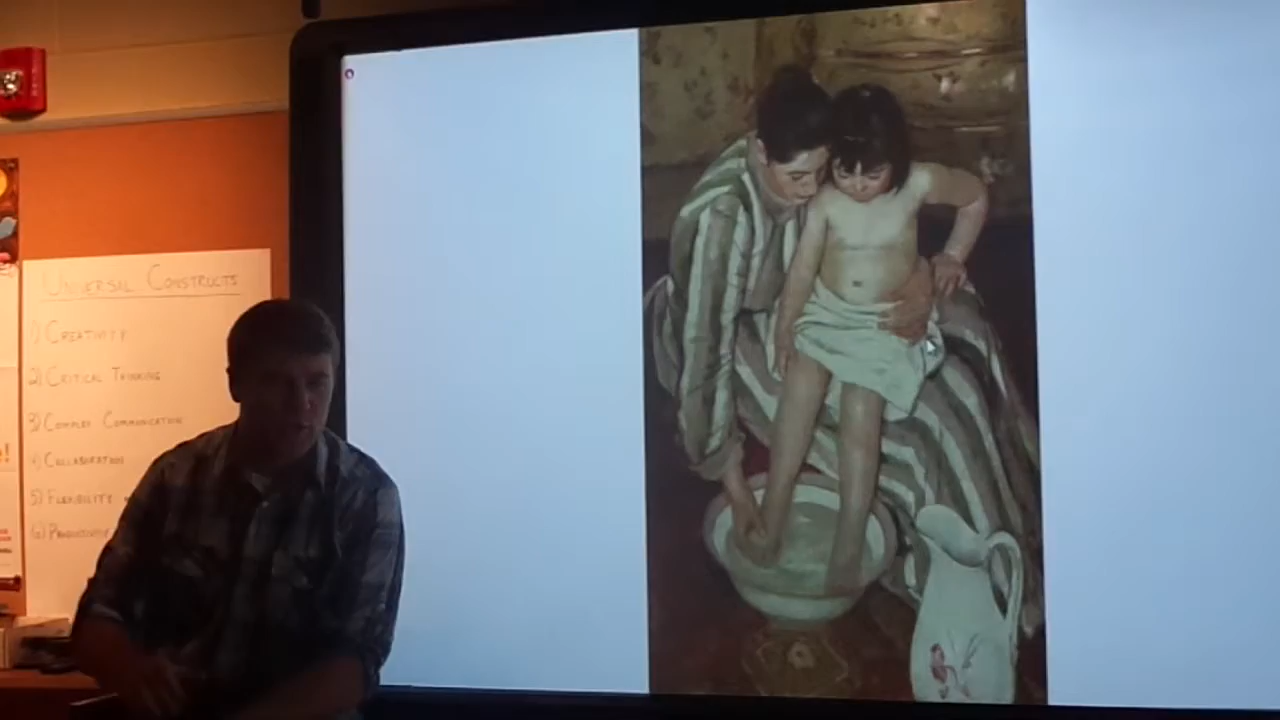 UNIVERSAL CONSTRUCTS
1) CREATIVITY
2) CRITICAL THINKING
3) COMPLEX COMMUNICATION
4) COLLABORATION
5) FLEXIBILITY
6) PRODUCTIVITY